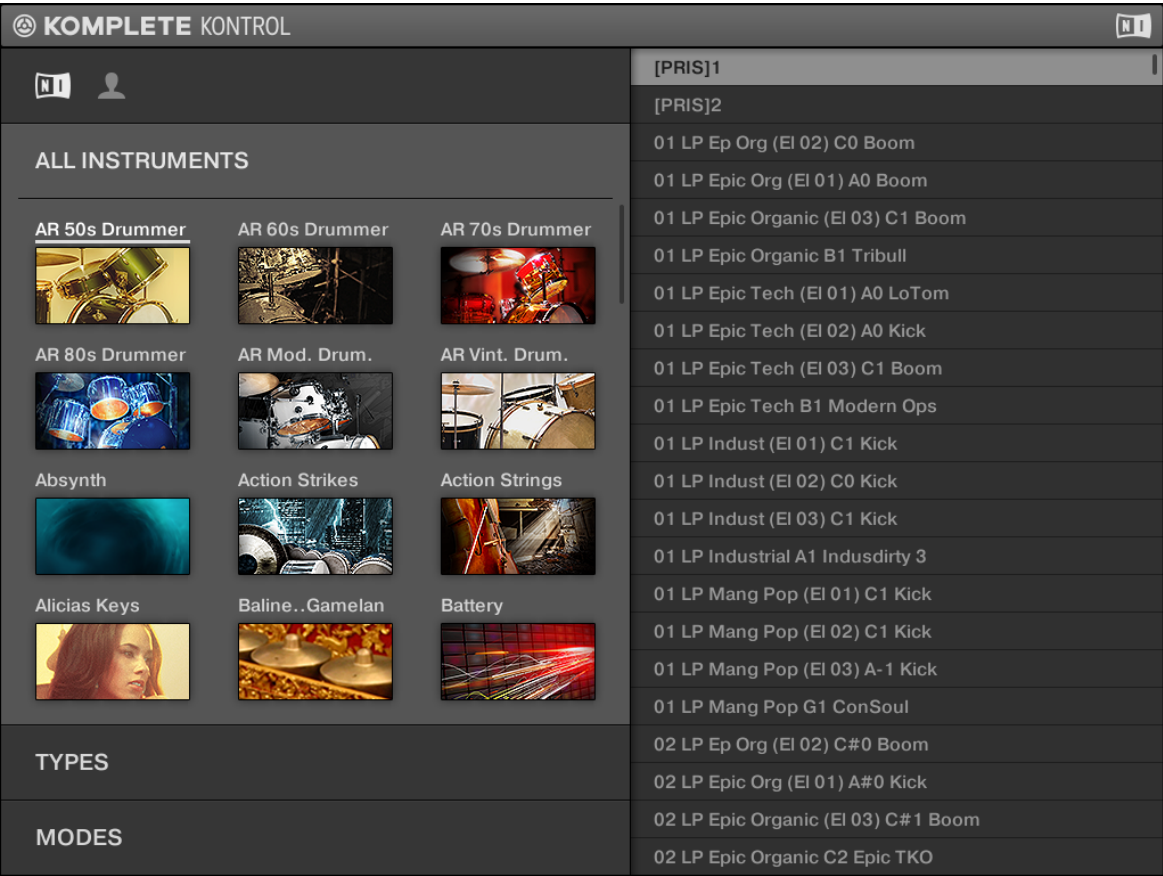 KOMPLETE KONTROL
NI
NI
ALL INSTRUMENTS
AR 50s Drummer
AR 60s Drummer
AR 70s Drummer
AR 80s Drummer
AR Mod. Drum.
AR Vint. Drum.
Absynth
Action Strikes
Action Strings
Alicias Keys
Baline..Gamelan
Battery
TYPES
MODES
[PRIS]1
[PRIS]2
01 LP Ep Org (El 02) C0 Boom
01 LP Epic Org (El 01) A0 Boom
01 LP Epic Organic (El 03) C1 Boom
01 LP Epic Organic B1 Tribull
01 LP Epic Tech (El 01) A0 LoTom
01 LP Epic Tech (El 02) A0 Kick
01 LP Epic Tech (El 03) C1 Boom
01 LP Epic Tech B1 Modern Ops
01 LP Indust (El 01) C1 Kick
01 LP Indust (El 02) C0 Kick
01 LP Indust (El 03) C1 Kick
01 LP Industrial A1 Indusdirty 3
01 LP Mang Pop (El 01) C1 Kick
01 LP Mang Pop (El 02) C1 Kick
01 LP Mang Pop (El 03) A-1 Kick
01 LP Mang Pop G1 ConSoul
02 LP Ep Org (El 02) C#0 Boom
02 LP Epic Org (El 01) A#0 Kick
02 LP Epic Organic (El 03) C#1 Boom
02 LP Epic Organic C2 Epic TKO